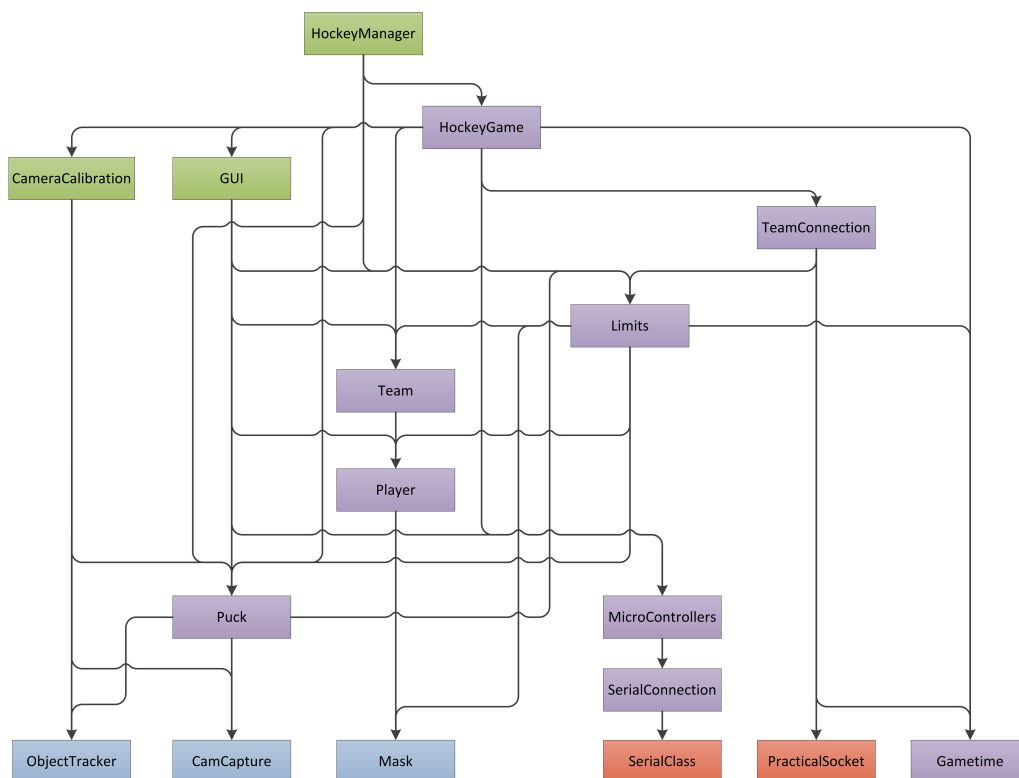 HockeyManager
HockeyGame
CameraCalibration
GUI
TeamConnection
Limits
Team
Player
Puck
MicroControllers
SerialConnection
ObjectTracker
CamCapture
Mask
SerialClass
PracticalSocket
Gametime